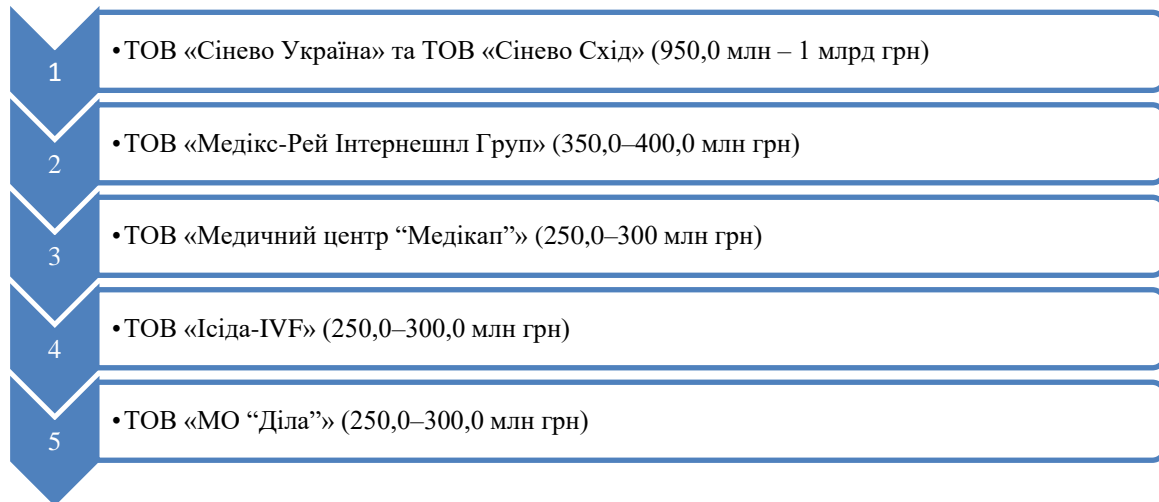 1
•ТОВ «Сінево Україна» та ТОВ «Сінево Схід» (950,0 млн – 1 млрд грн)
2
•ТОВ «Медікс-Рей Інтернешнл Груп» (350,0–400,0 млн грн)
3
•ТОВ «Медичний центр “Медікап”» (250,0–300 млн грн)
4
•ТОВ «Ісіда-IVF» (250,0–300,0 млн грн)
5
•ТОВ «МО “Діла”» (250,0–300,0 млн грн)